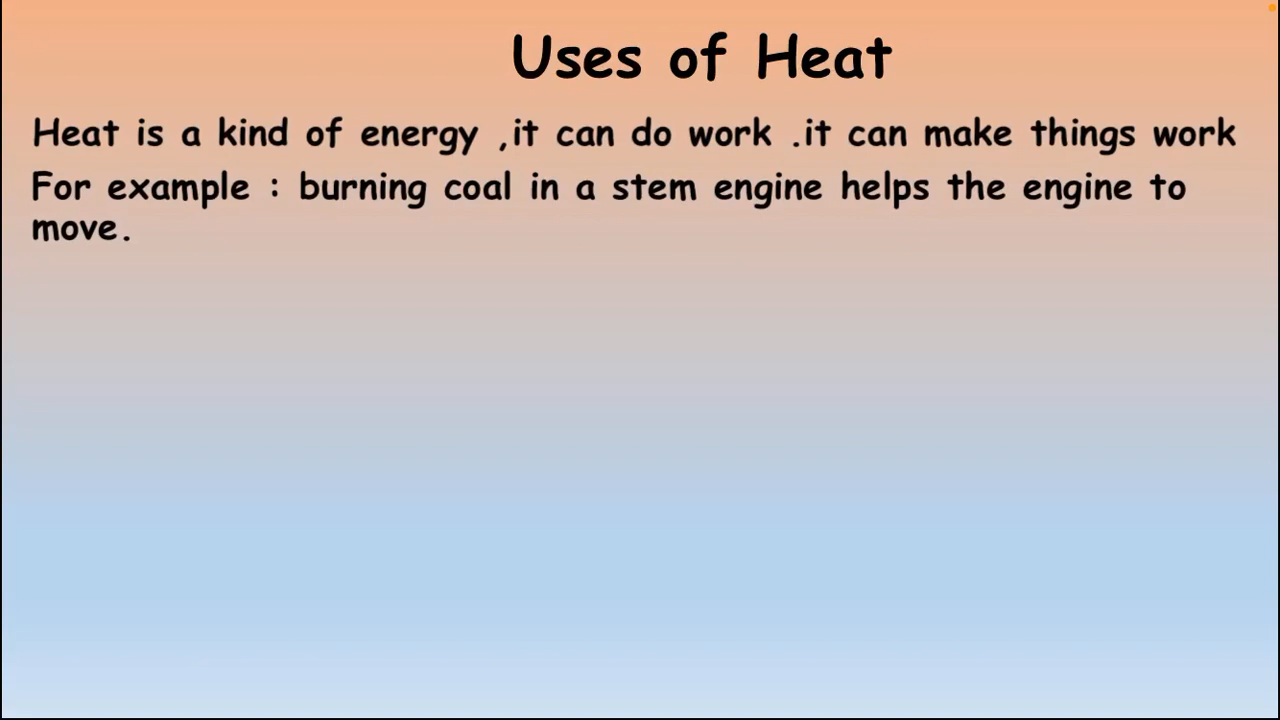 Uses of Heat
Heat is a kind of energy ,it can do work .it can make things work
For example : burning coal in a stem engine helps the engine to
move.